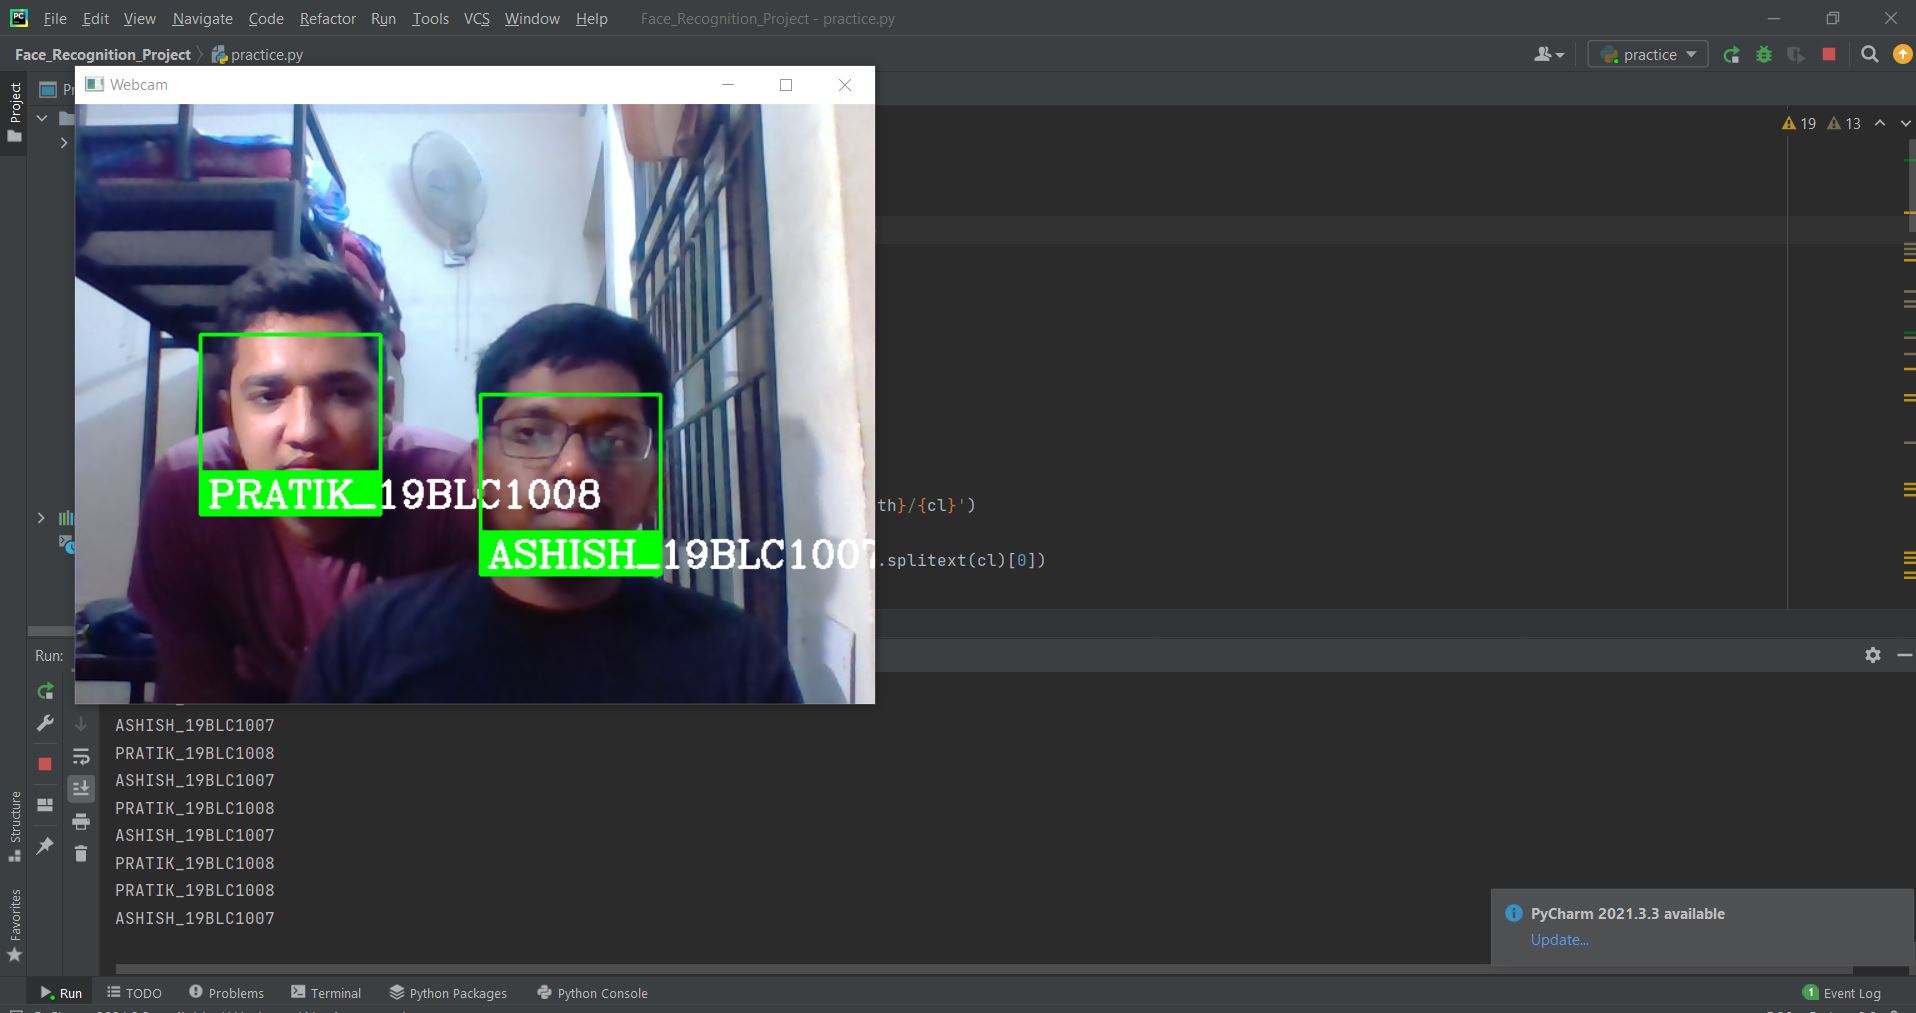 File Edit View Navigate Code Refactor Run Tools VCS Window Help Face_Recognition_Project - practice.py
Face_Recognition_Project practice.py practice
Project
Webcam
19 13
PRATIK_19BLC1008
ASHISH_19BLC1007
th}/{cl}')
.splitext(cl)[0])
Run:
ASHISH_19BLC1007
PRATIK_19BLC1008
ASHISH_19BLC1007
PRATIK_19BLC1008
ASHISH_19BLC1007
PRATIK_19BLC1008
PRATIK_19BLC1008
ASHISH_19BLC1007
Structure
Favorites
PyCharm 2021.3.3 available
Update...
Run TODO Problems Terminal Python Packages Python Console 1 Event Log